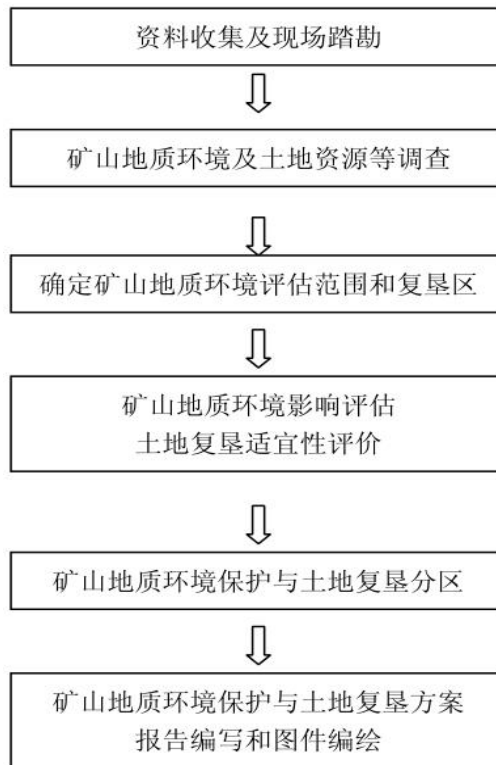 资料收集及现场踏勘
矿山地质环境及土地资源等调查
确定矿山地质环境评估范围和复垦区
矿山地质环境影响评估
土地复垦适宜性评价
矿山地质环境保护与土地复垦分区
矿山地质环境保护与土地复垦方案
报告编写和图件编绘